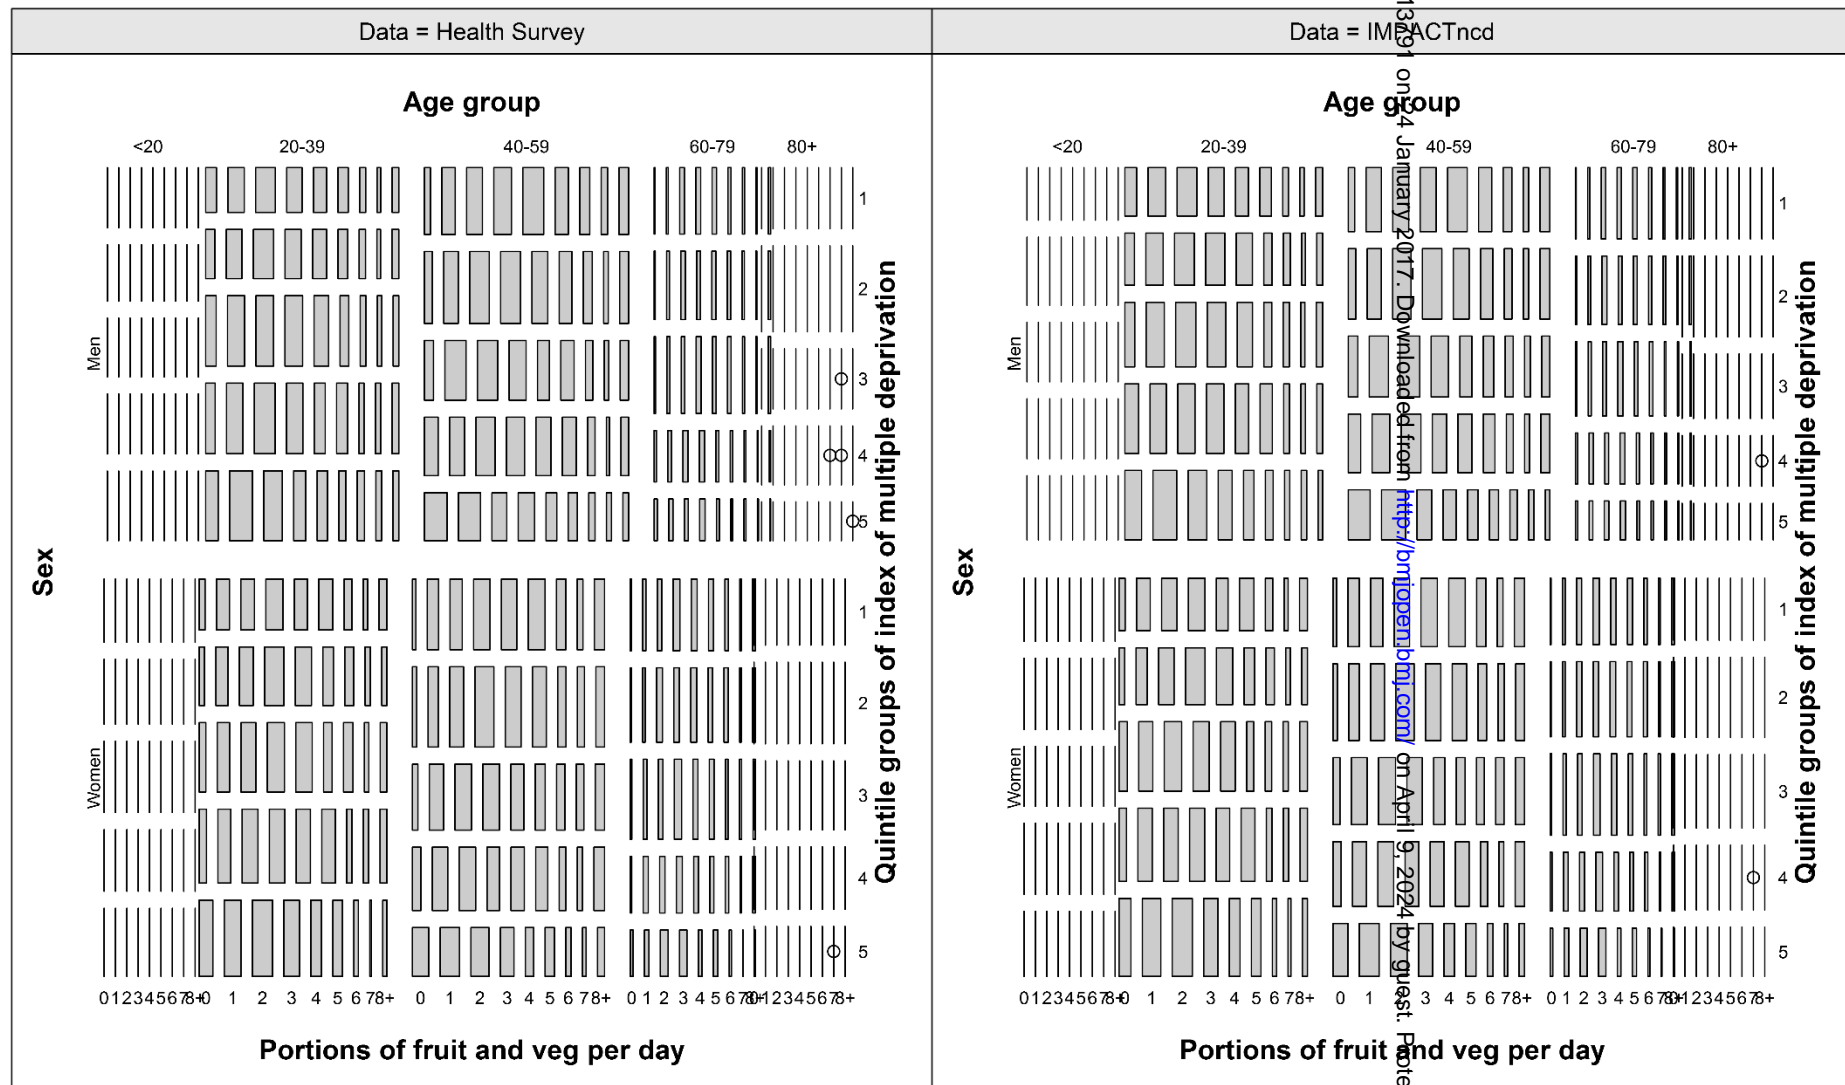 Data = Health Survey
Age group
<20 20-39 40-59 60-79 80+
Men
Women
Sex
1
2
3
4
5
1
2
3
4
5
Quintile groups of index of multiple deprivation
012345678+ 0 1 2 3 4 5 6 78+ 0 1 2 3 4 5 6 78+ 0 1 2 3 4 5 6 78+ 012345678+
Portions of fruit and veg per day
Data = IMPACTncd
Age group
<20 20-39 40-59 60-79 80+
Men
Women
Sex
1
2
3
4
5
1
2
3
4
5
Quintile groups of index of multiple deprivation
012345678+ 0 1 2 3 4 5 6 78+ 0 1 2 3 4 5 6 78+ 0 1 2 3 4 5 6 78+ 012345678+
Portions of fruit and veg per day
on 24 January 2017. Downloaded from http://bmjopen.bmj.com/ on April 9, 2024 by guest.